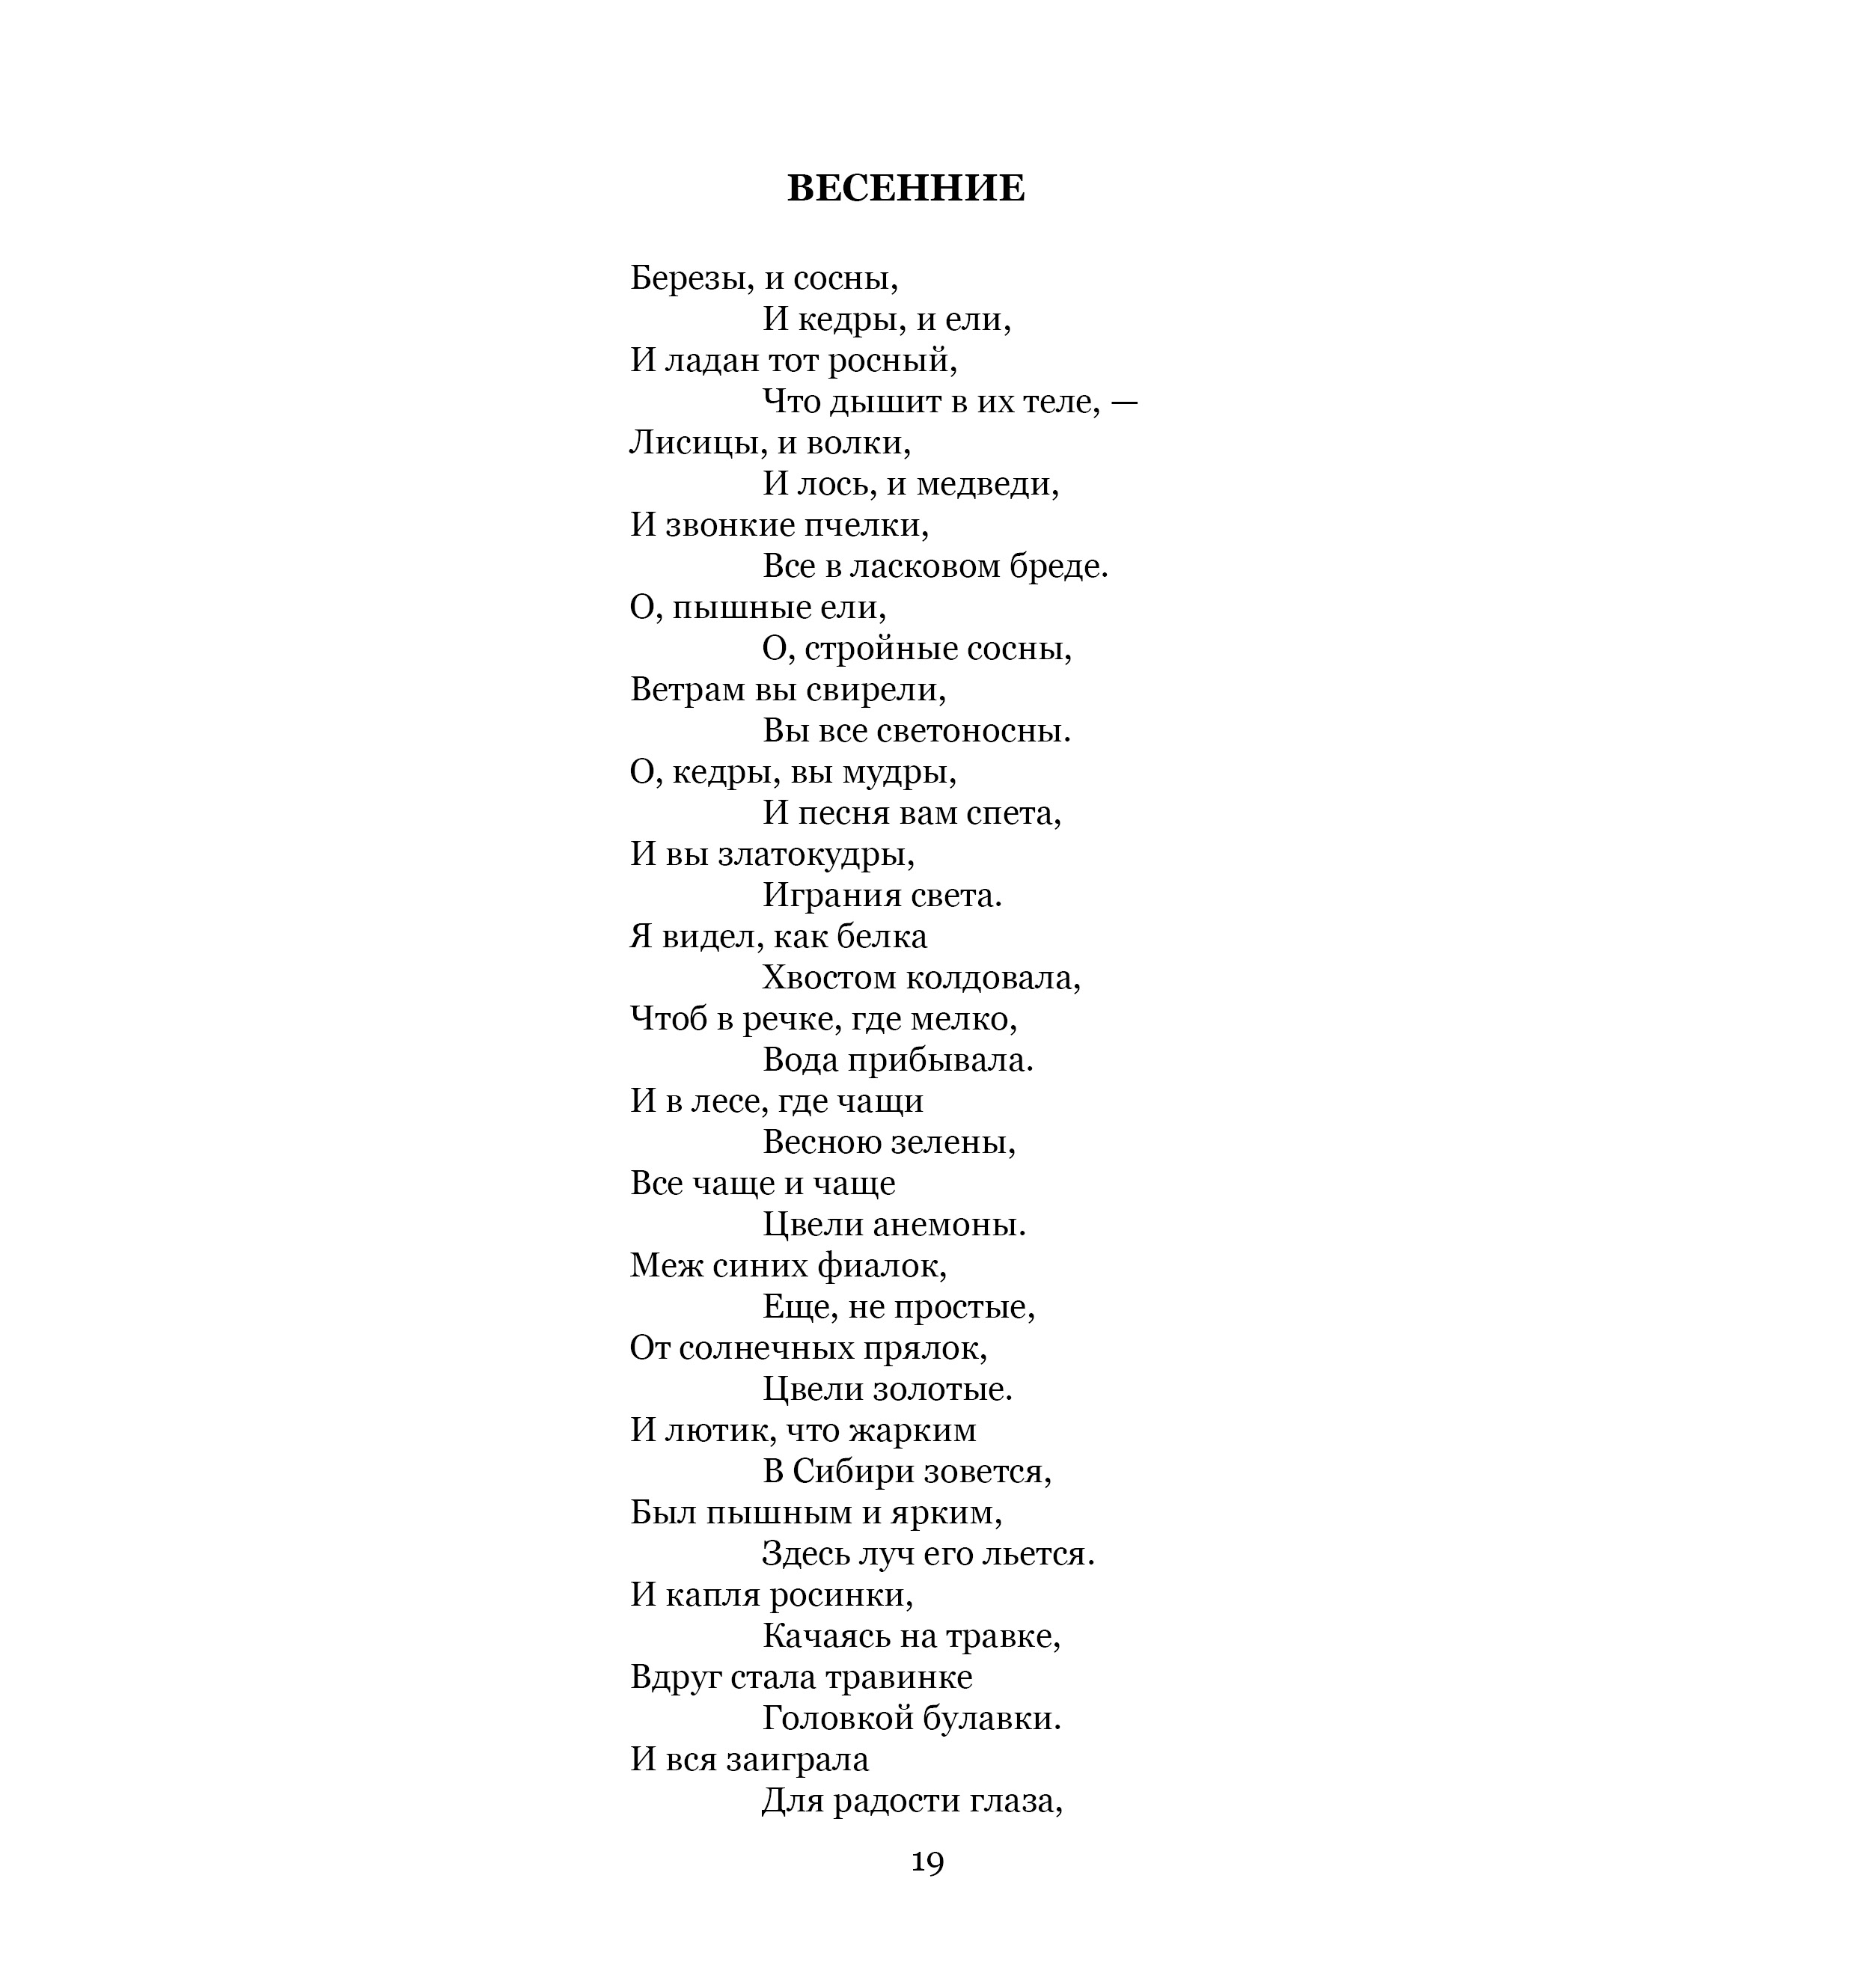 ВЕСЕННИЕ
Березы, и сосны,
И кедры, и ели,
И ладан тот росный,
Что дышит в их теле, —
Лисицы, и волки,
И лось, и медведи,
И звонкие пчелки,
Все в ласковом бреде.
О, пышные ели,
О, стройные сосны,
Ветрам вы свирели,
Вы все светоносны.
О, кедры, вы мудры,
И песня вам спета,
И вы златокудры,
Играния света.
Я видел, как белка
Хвостом колдовала,
Чтоб в речке, где мелко,
Вода прибывала.
И в лесе, где чащи
Весною зелены,
Все чаще и чаще
Цвели анемоны.
Меж синих фиалок,
Еще, не простые,
От солнечных прялок,
Цвели золотые.
И лютик, что жарким
В Сибири зовется,
Был пышным и ярким,
Здесь луч его льется.
И капля росинки,
Качаясь на травке,
Вдруг стала травинке
Головкой булавки.
И вся заиграла
Для радости глаза,
19